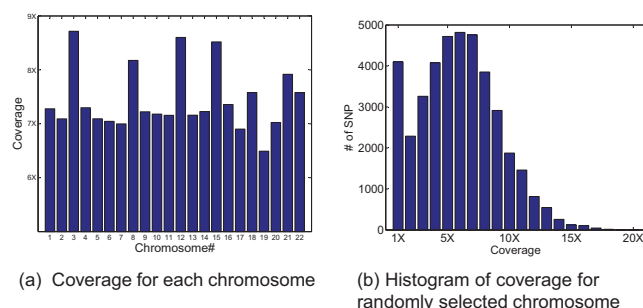 9X
8X
7X
6X
Coverage
1 2 3 4 5 6 7 8 9 10 11 12 13 14 15 16 17 18 19 20 21 22
Chromosome#
(a) Coverage for each chromosome
5000
4000
3000
2000
1000
0
# of SNP
1X 5X 10X 15X 20X
Coverage
(b) Histogram of coverage for
randomly selected chromosome